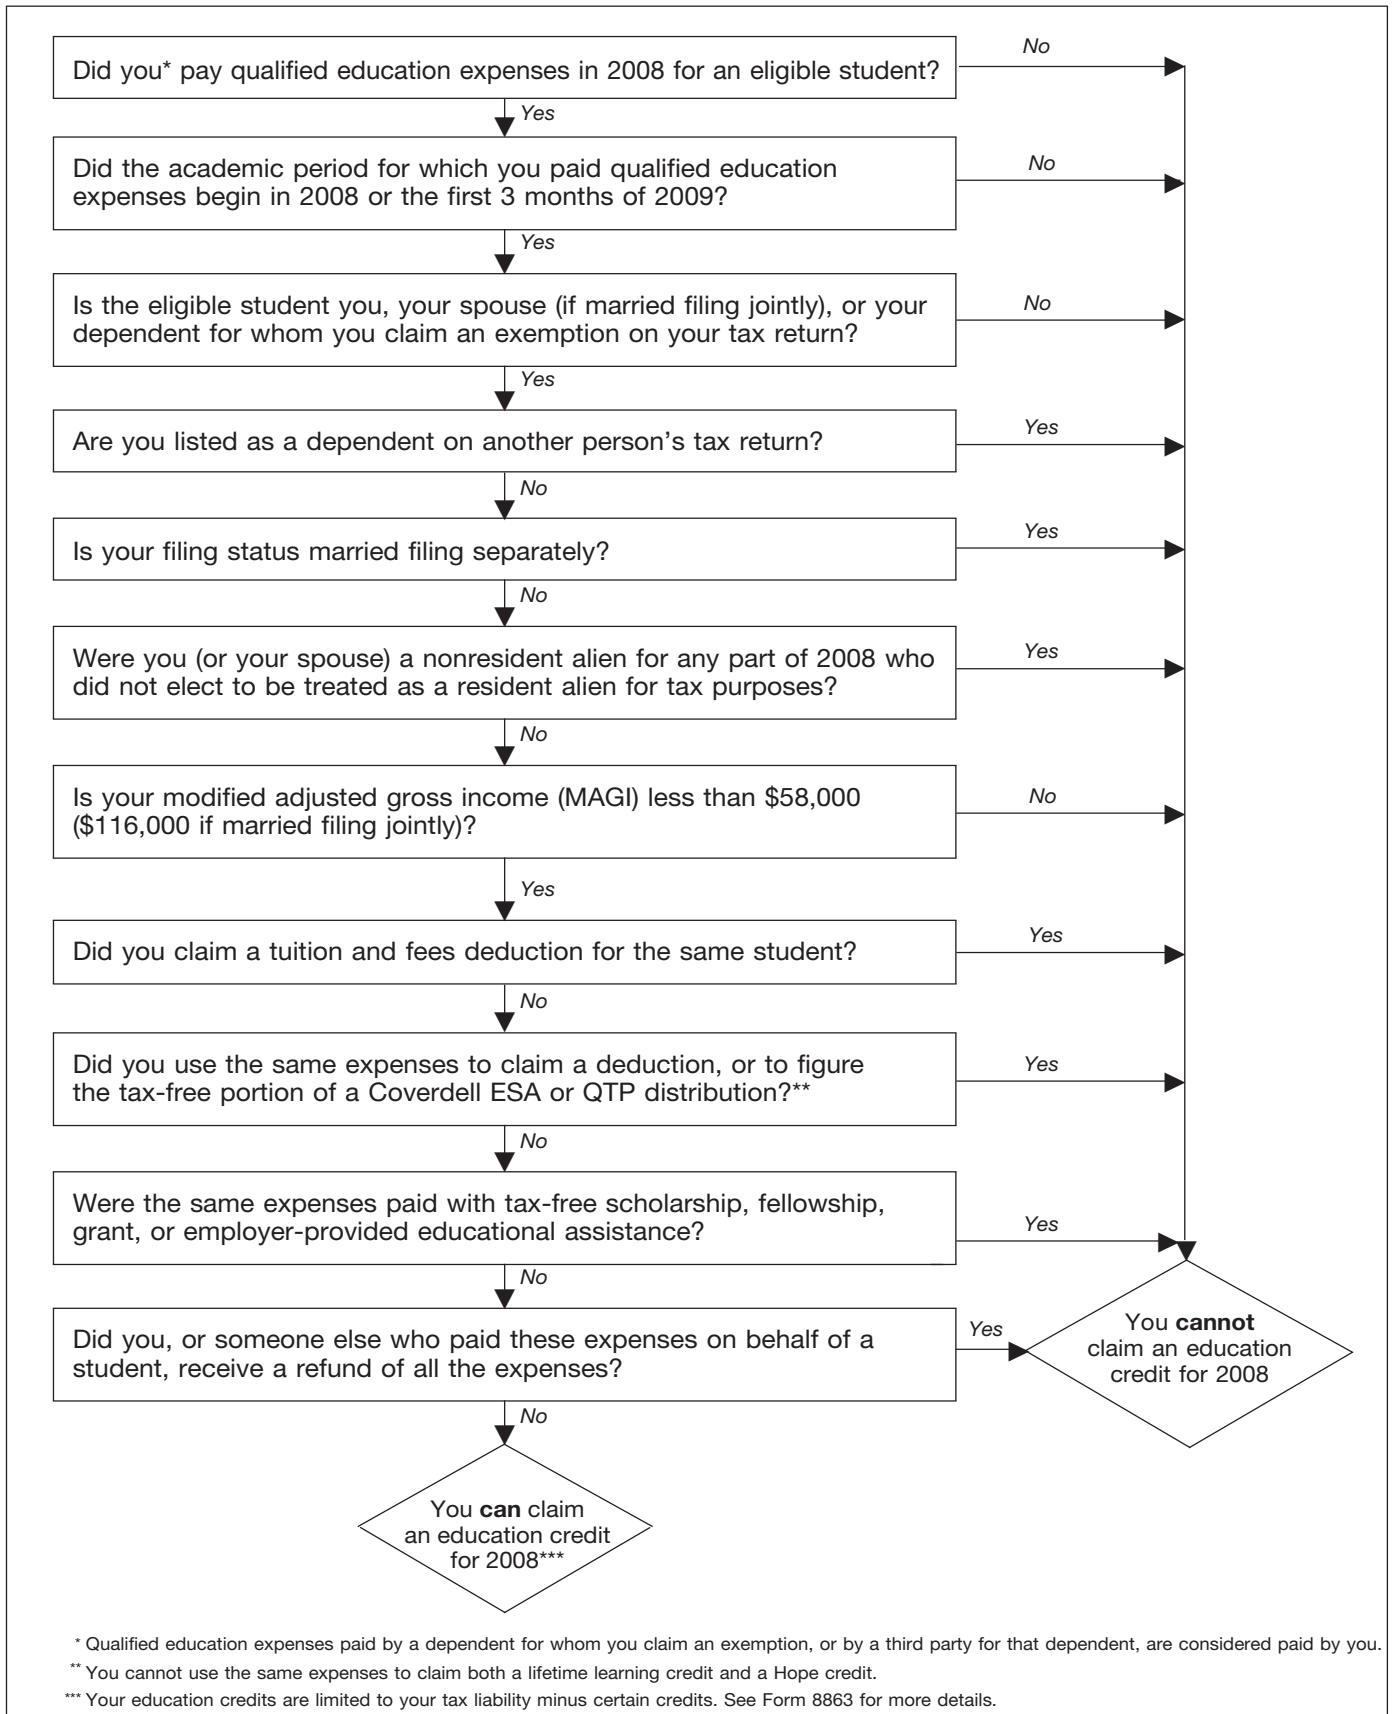 Did you* pay qualified education expenses in 2008 for an eligible student?
No
Yes
Did the academic period for which you paid qualified education
expenses begin in 2008 or the first 3 months of 2009?
No
Yes
Is the eligible student you, your spouse (if married filing jointly), or your
dependent for whom you claim an exemption on your tax return?
No
Yes
Are you listed as a dependent on another person's tax return?
Yes
No
Is your filing status married filing separately?
Yes
No
Were you (or your spouse) a nonresident alien for any part of 2008 who
did not elect to be treated as a resident alien for tax purposes?
Yes
No
Is your modified adjusted gross income (MAGI) less than $58,000
($116,000 if married filing jointly)?
No
Yes
Did you claim a tuition and fees deduction for the same student?
Yes
No
Did you use the same expenses to claim a deduction, or to figure
the tax-free portion of a Coverdell ESA or QTP distribution?**
Yes
No
Were the same expenses paid with tax-free scholarship, fellowship,
grant, or employer-provided educational assistance?
Yes
No
Did you, or someone else who paid these expenses on behalf of a
student, receive a refund of all the expenses?
Yes
You cannot
claim an education
credit for 2008
No
You can claim
an education credit
for 2008***
* Qualified education expenses paid by a dependent for whom you claim an exemption, or by a third party for that dependent, are considered paid by you.
** You cannot use the same expenses to claim both a lifetime learning credit and a Hope credit.
*** Your education credits are limited to your tax liability minus certain credits. See Form 8863 for more details.